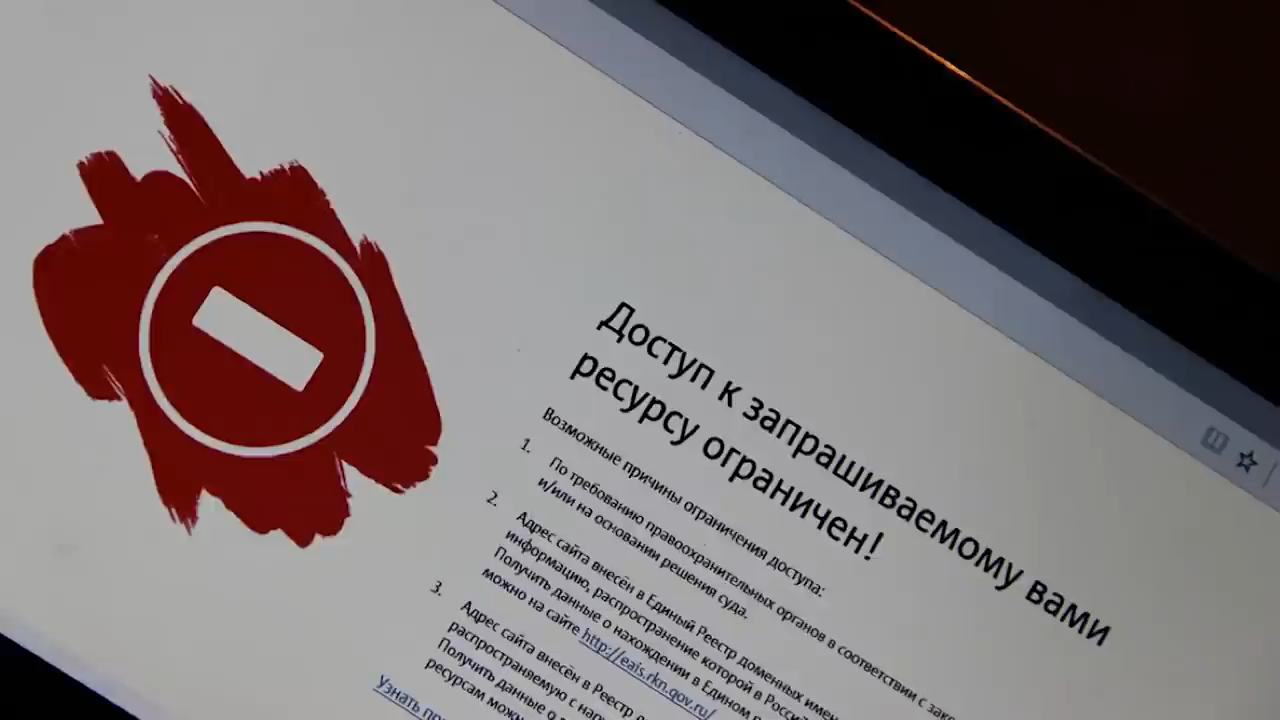 Доступ к запрашиваемому вами
ресурсу ограничен!
Возможные причины ограничения доступа:
1. По требованию правоохранительных органов в соответствии с
и/или на основании решения суда.
2. Адрес сайта внесён в Единый Реестр доменных
информацию, распространение которой в
Получить данные о нахождении в Едином
можно на сайте http://eais.rkn.gov.ru/
3. Адрес сайта внесён в Реестр
распространяемую с
Получить данные о
ресурсам
Узнать